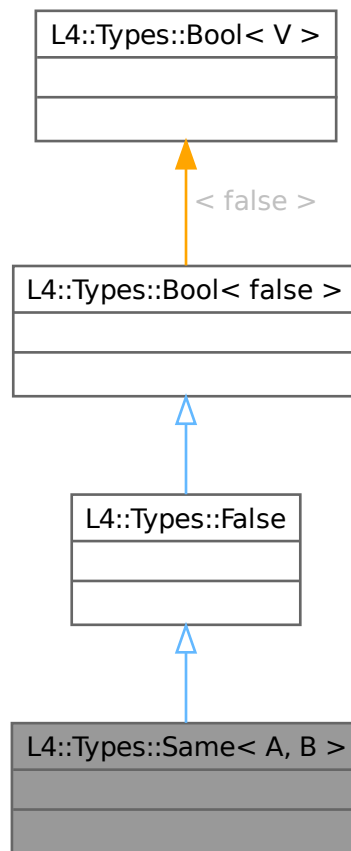 L4::Types::Bool< V >
< false >
L4::Types::Bool< false >
L4::Types::False
L4::Types::Same< A, B >